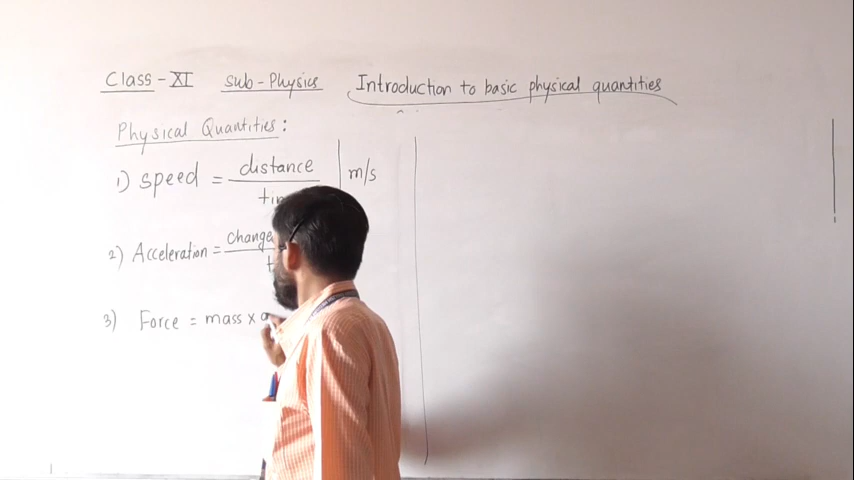 Class-XI sub-Physics Introduction to basic physical quantities
Physical Quantities:
1) speed = distance m/s
2) Acceleration = change
3) Force = mass x a